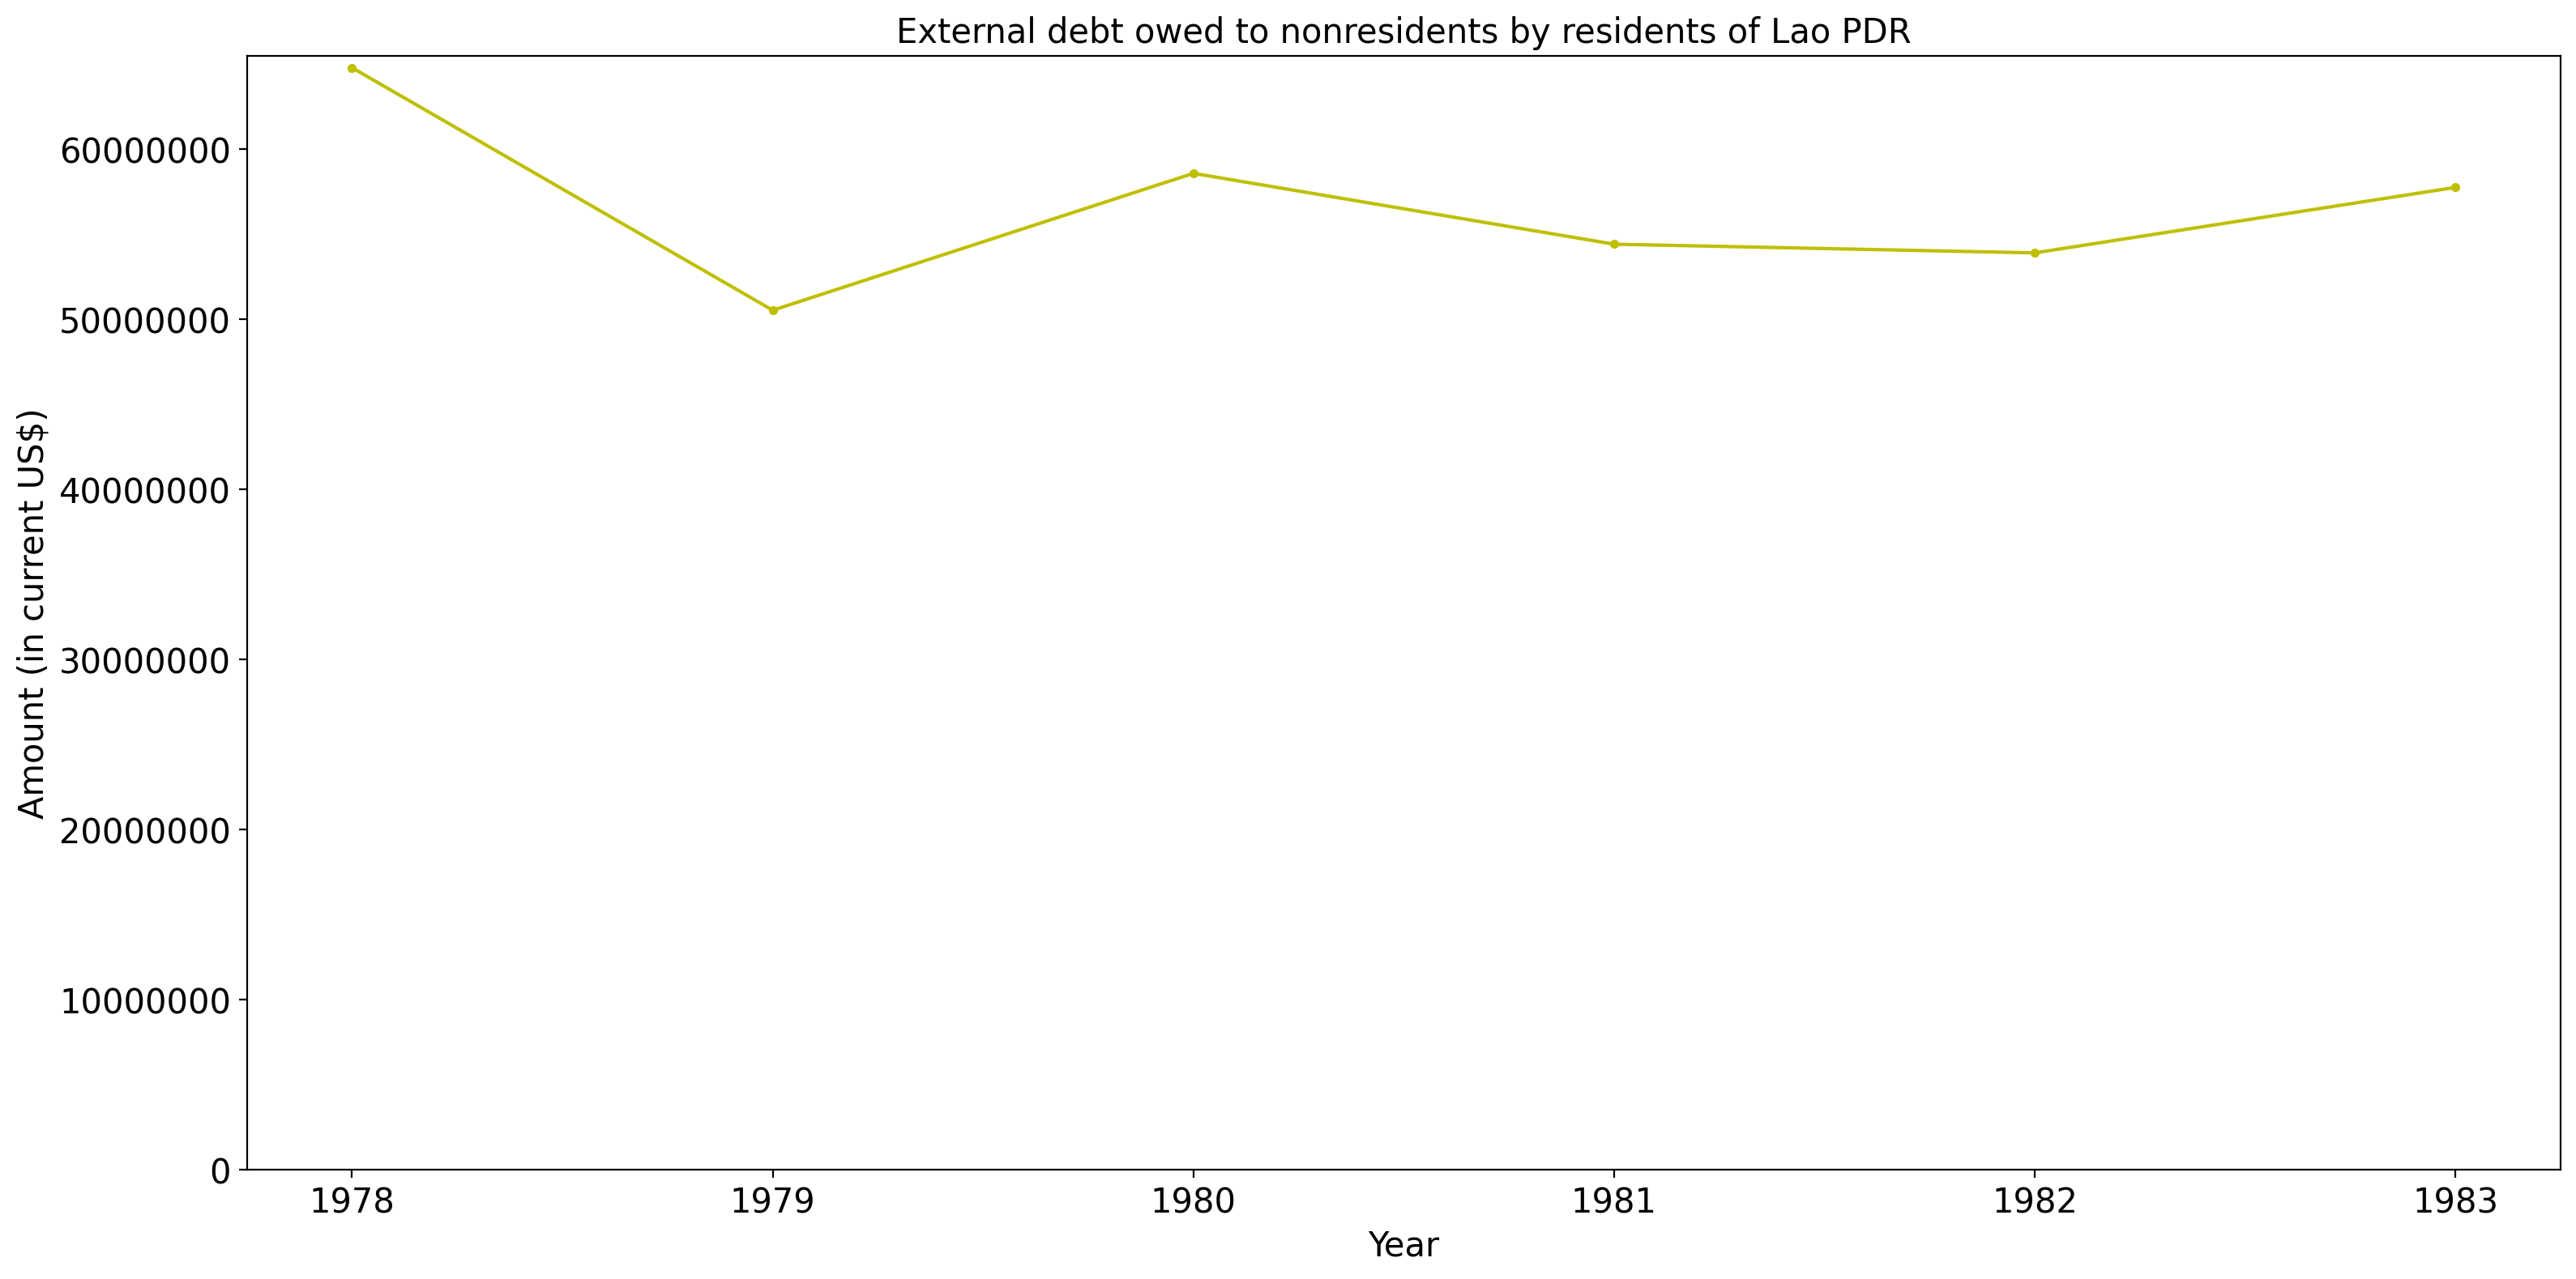 External debt owed to nonresidents by residents of Lao PDR
Amount (in current US$)
60000000
50000000
40000000
30000000
20000000
10000000
0
1978 1979 1980 1981 1982 1983
Year